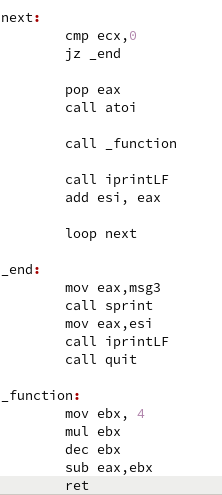 next:
cmp ecx,0
jz _end
pop eax
call atoi
call _function
call iprintLF
add esi, eax
loop next
_end:
mov eax,msg3
call sprint
mov eax,esi
call iprintLF
call quit
_function:
mov ebx, 4
mul ebx
dec ebx
sub eax,ebx
ret